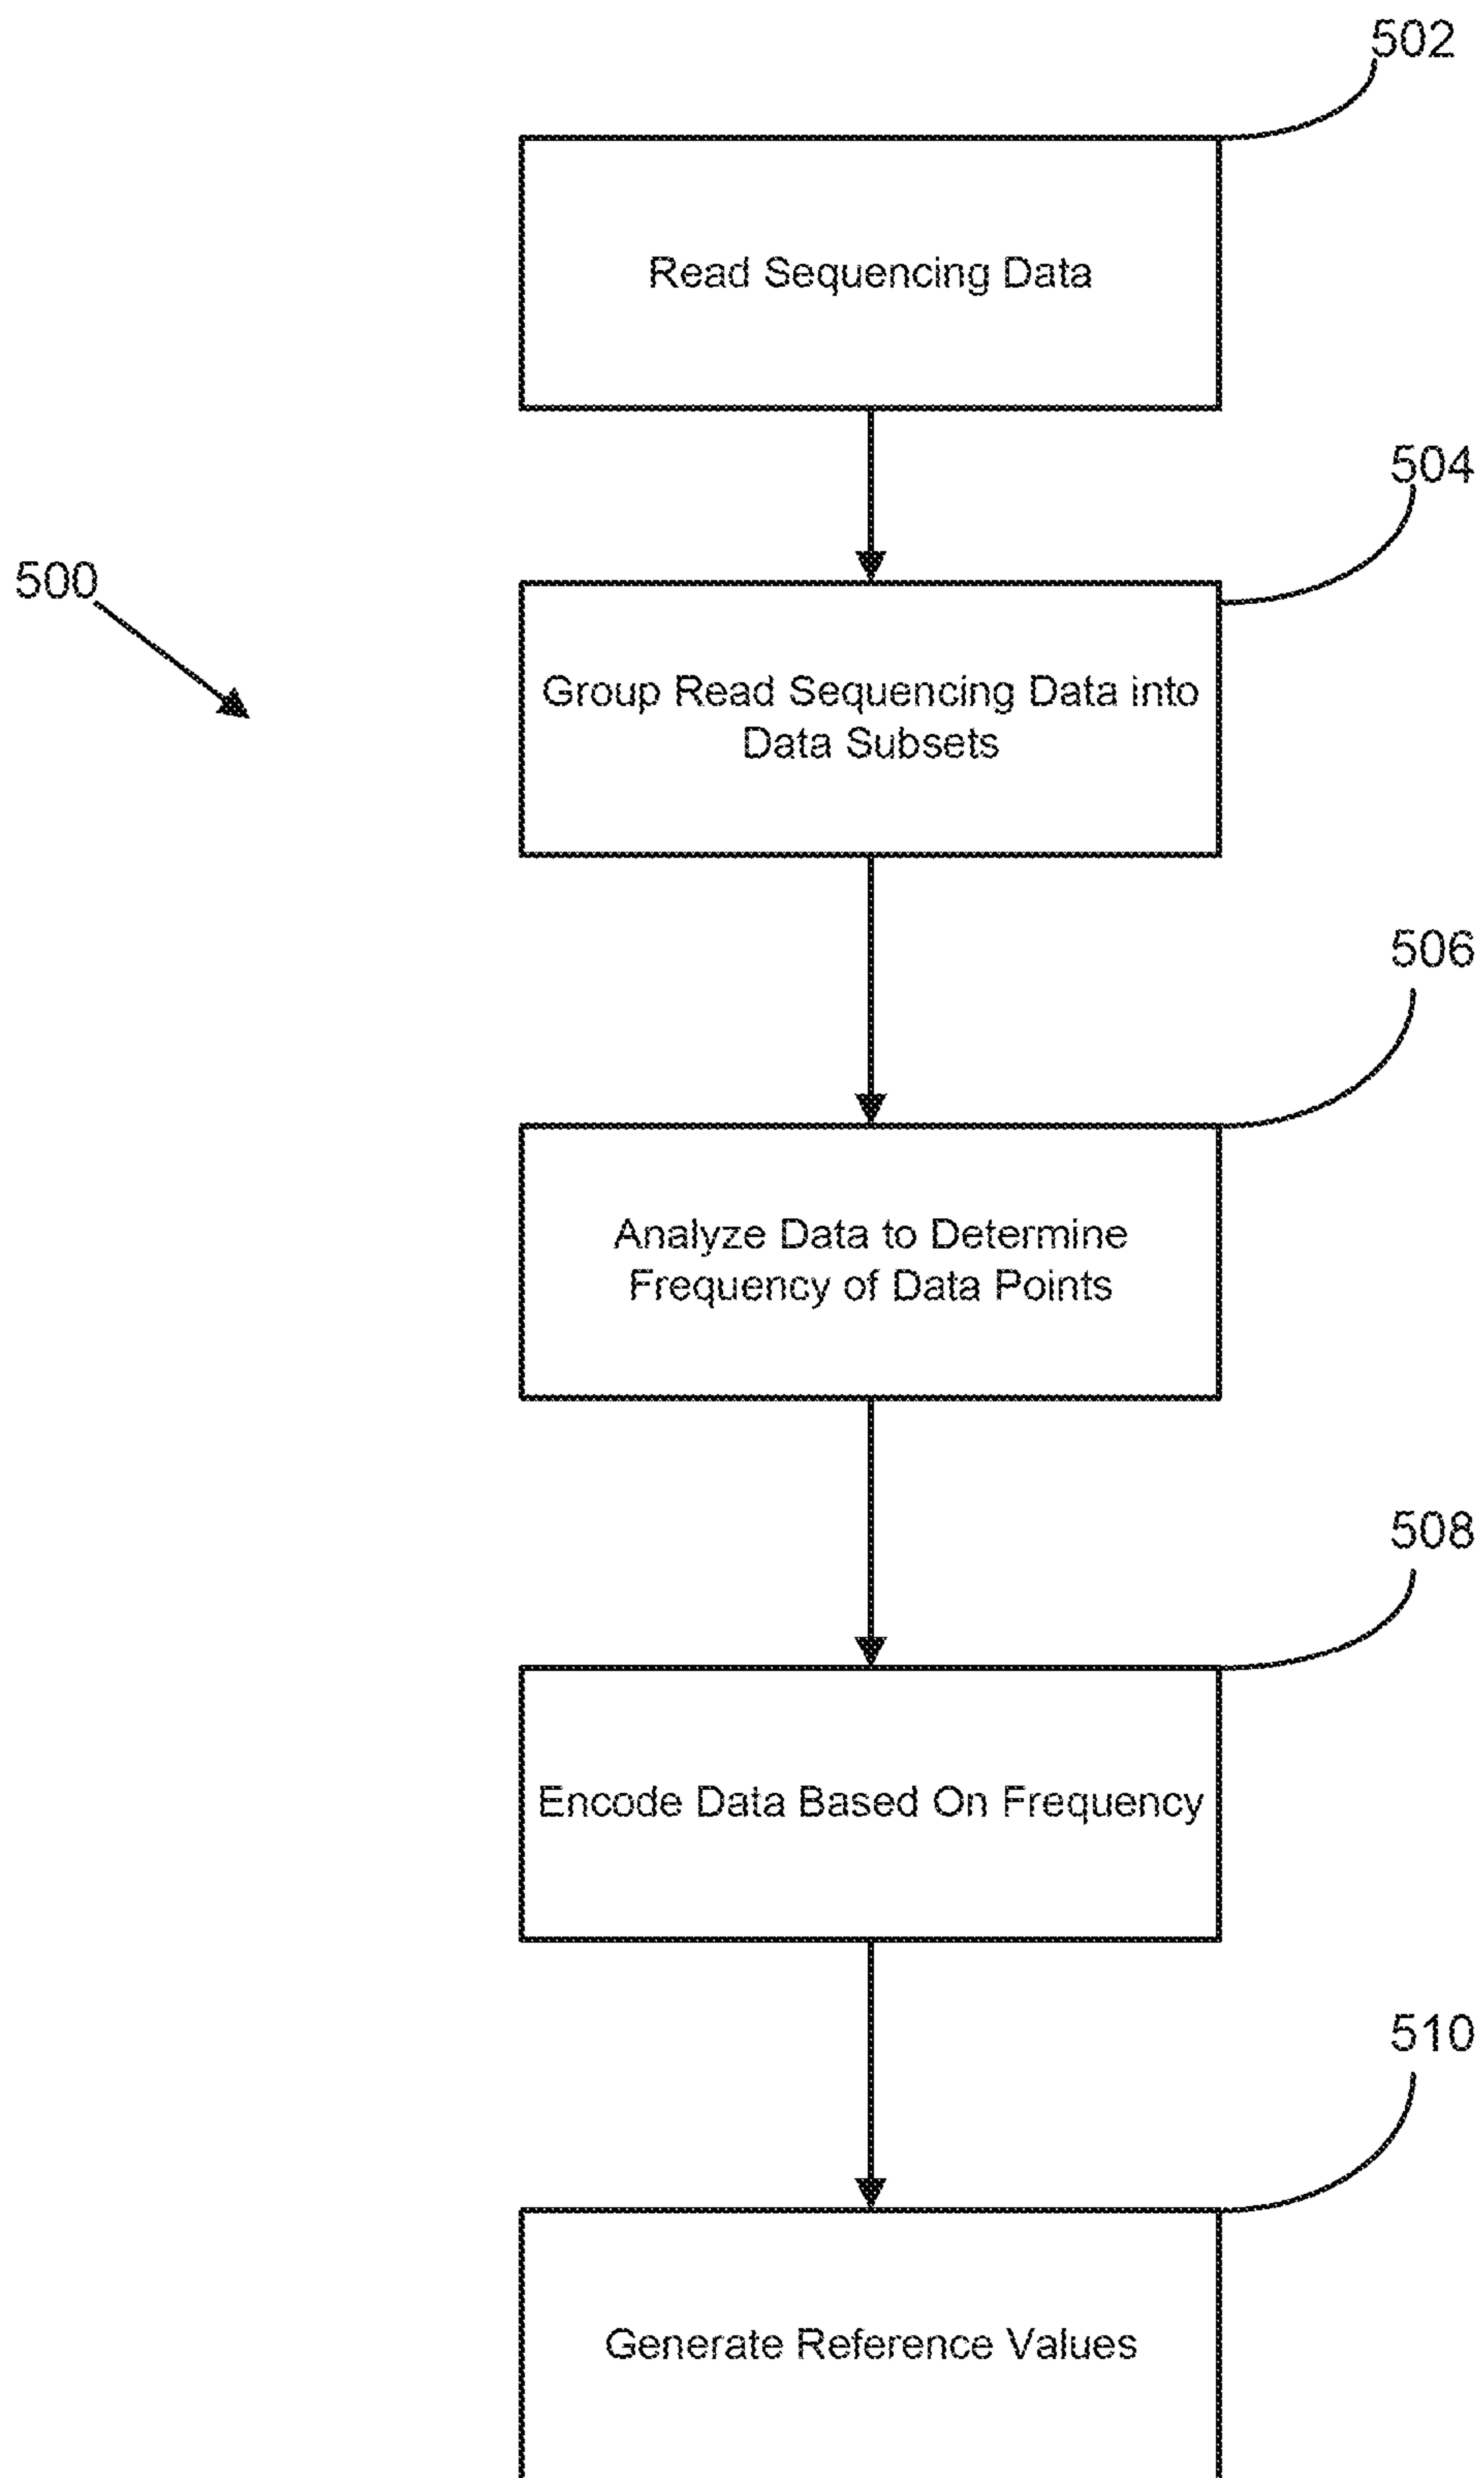 502
Read Sequencing Data
504
500
Group Read Sequencing Data into
Data Subsets
506
Analyze Data to Determine
Frequency of Data Points
508
Encode Data Based On Frequency
510
Generate Reference Values